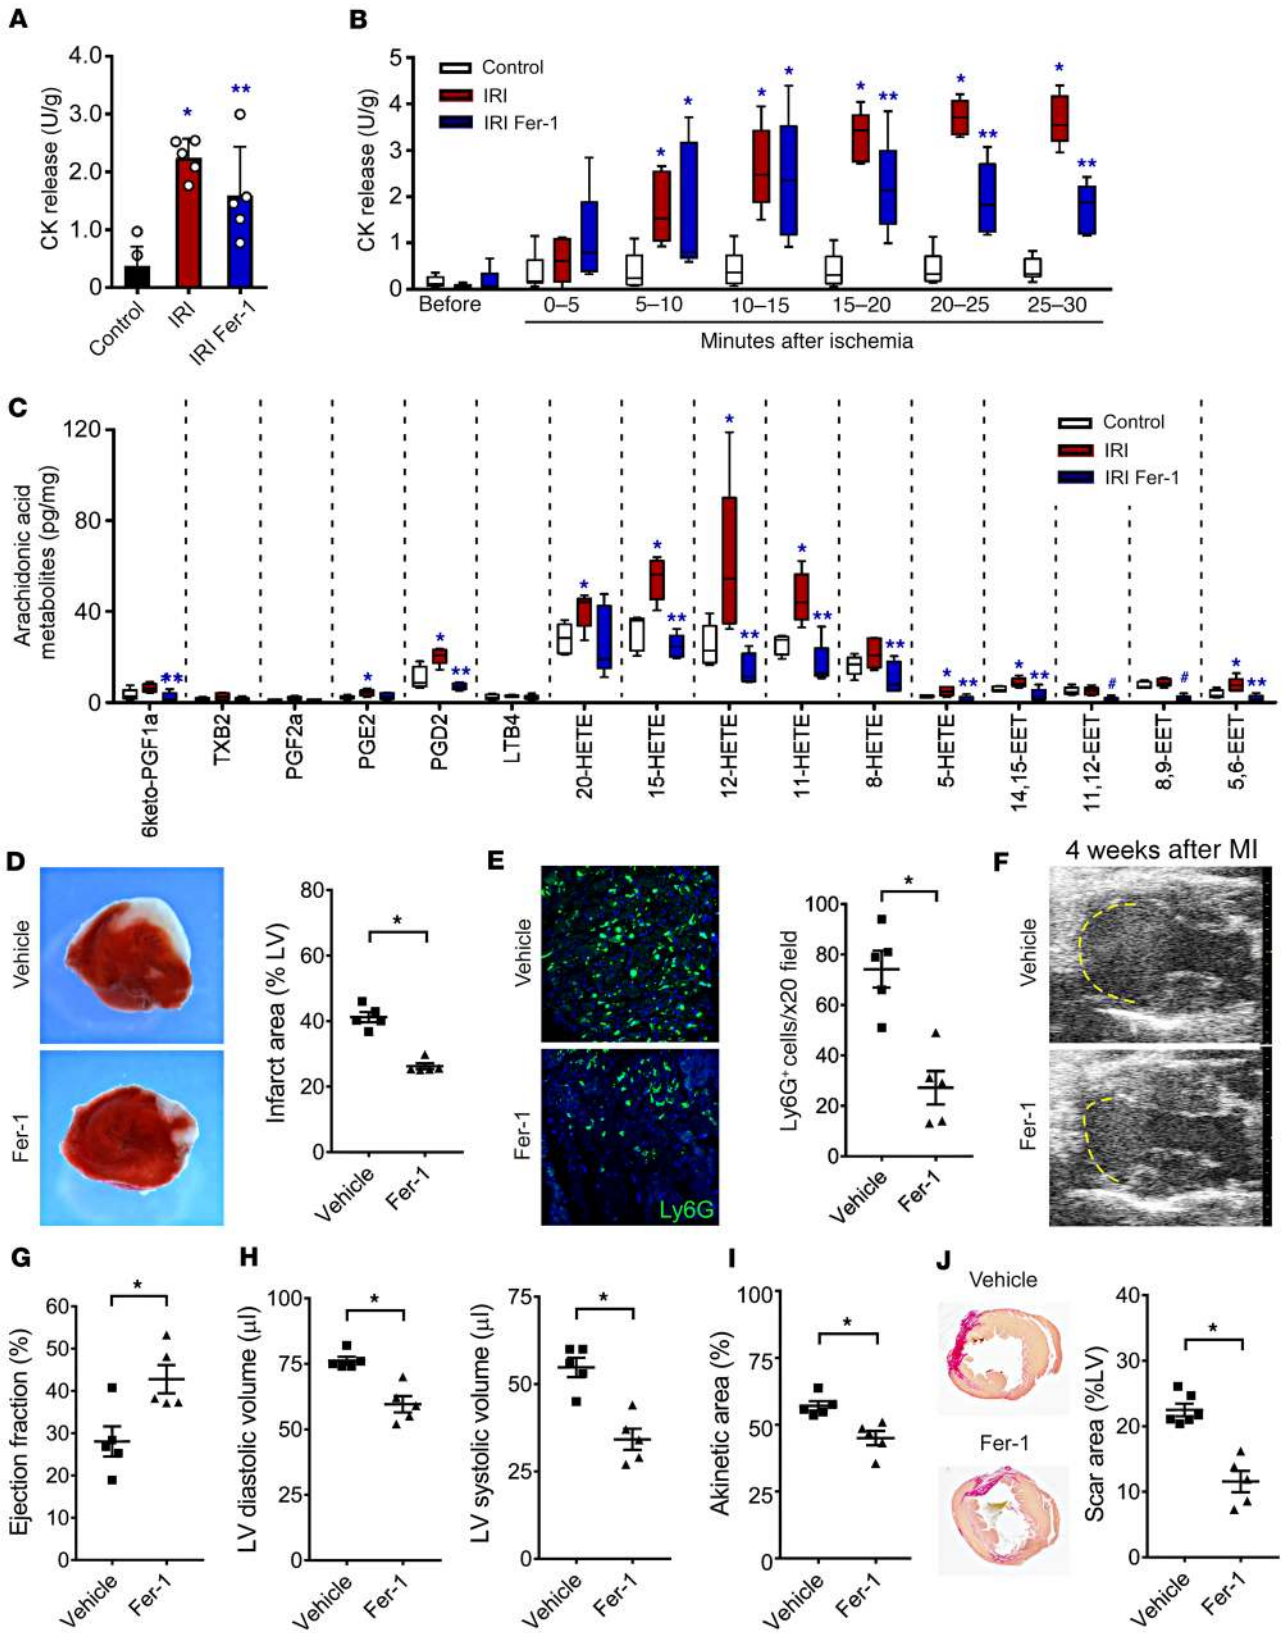 A
CK release (U/g)
4.0
3.0
2.0
1.0
0
*
**
Control
IRI
IRI Fer-1
B
CK release (U/g)
5
4
3
2
1
0
Control
IRI
IRI Fer-1
* * * * * ** * ** * **
Before 0–5 5–10 10–15 15–20 20–25 25–30
Minutes after ischemia
C
Arachidonic acid
metabolites (pg/mg)
120
80
40
0
Control
IRI
IRI Fer-1
** * * ** * * ** * ** * ** ** * ** * ** # # * **
6keto-PGF1a
TXB2
PGF2a
PGE2
PGD2
LTB4
20-HETE
15-HETE
12-HETE
11-HETE
8-HETE
5-HETE
14,15-EET
11,12-EET
8,9-EET
5,6-EET
D
Vehicle
Fer-1
Infarct area (% LV)
80
60
40
20
0
*
Vehicle
Fer-1
E
Vehicle
Fer-1
Ly6G
Ly6G+ cells/x20 field
100
80
60
40
20
0
*
Vehicle
Fer-1
F
4 weeks after MI
Vehicle
Fer-1
G
Ejection fraction (%)
60
50
40
30
20
10
0
*
Vehicle
Fer-1
H
LV diastolic volume (µl)
100
75
50
25
0
*
Vehicle
Fer-1
LV systolic volume (µl)
75
50
25
0
*
Vehicle
Fer-1
I
Akinetic area (%)
100
75
50
25
0
*
Vehicle
Fer-1
J
Vehicle
Fer-1
Scar area (%LV)
40
30
20
10
0
*
Vehicle
Fer-1